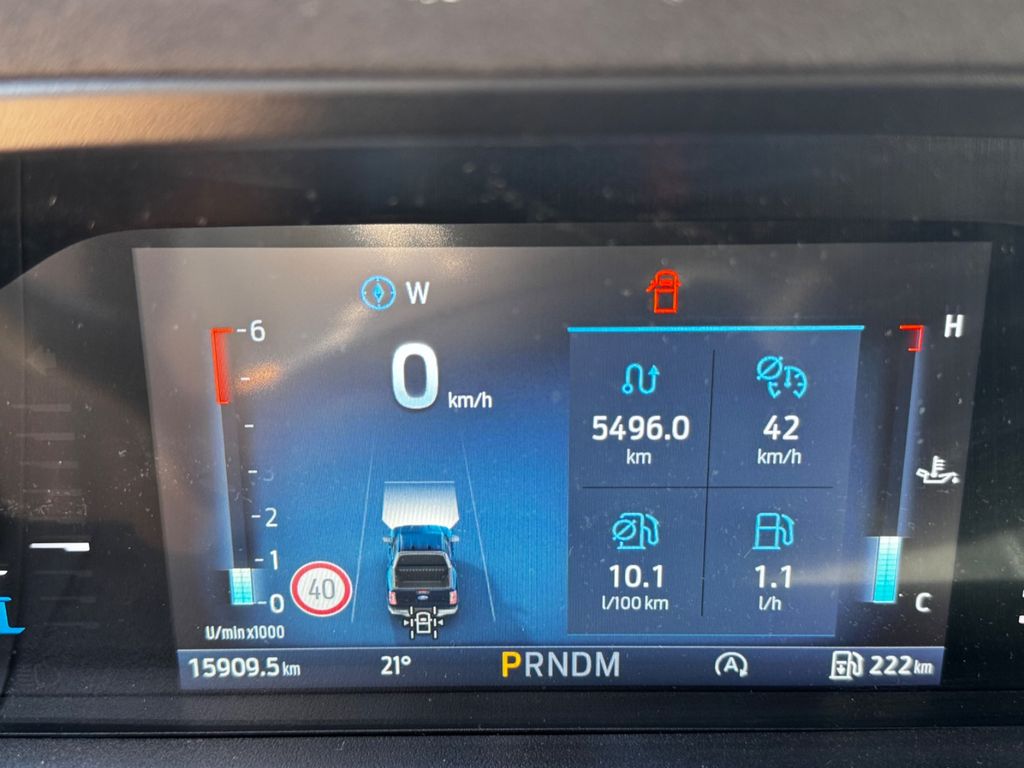 W
6
0 km/h
2
1
0
U/min x1000
40
5496.0
km
42
km/h
10.1
l/100 km
1.1
l/h
H
C
15909.5 km
21°
PRNDM
A
222 km